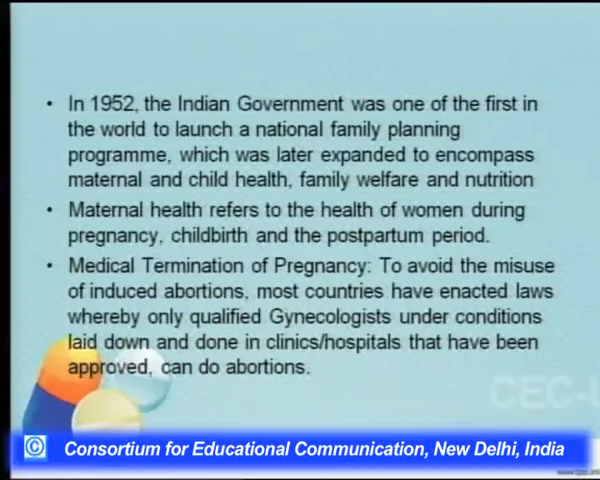 • In 1952, the Indian Government was one of the first in
the world to launch a national family planning
programme, which was later expanded to encompass
maternal and child health, family welfare and nutrition
• Maternal health refers to the health of women during
pregnancy, childbirth and the postpartum period.
• Medical Termination of Pregnancy: To avoid the misuse
of induced abortions, most countries have enacted laws
whereby only qualified Gynecologists under conditions
laid down and done in clinics/hospitals that have been
approved, can do abortions.
CEC-U
© Consortium for Educational Communication, New Delhi, India